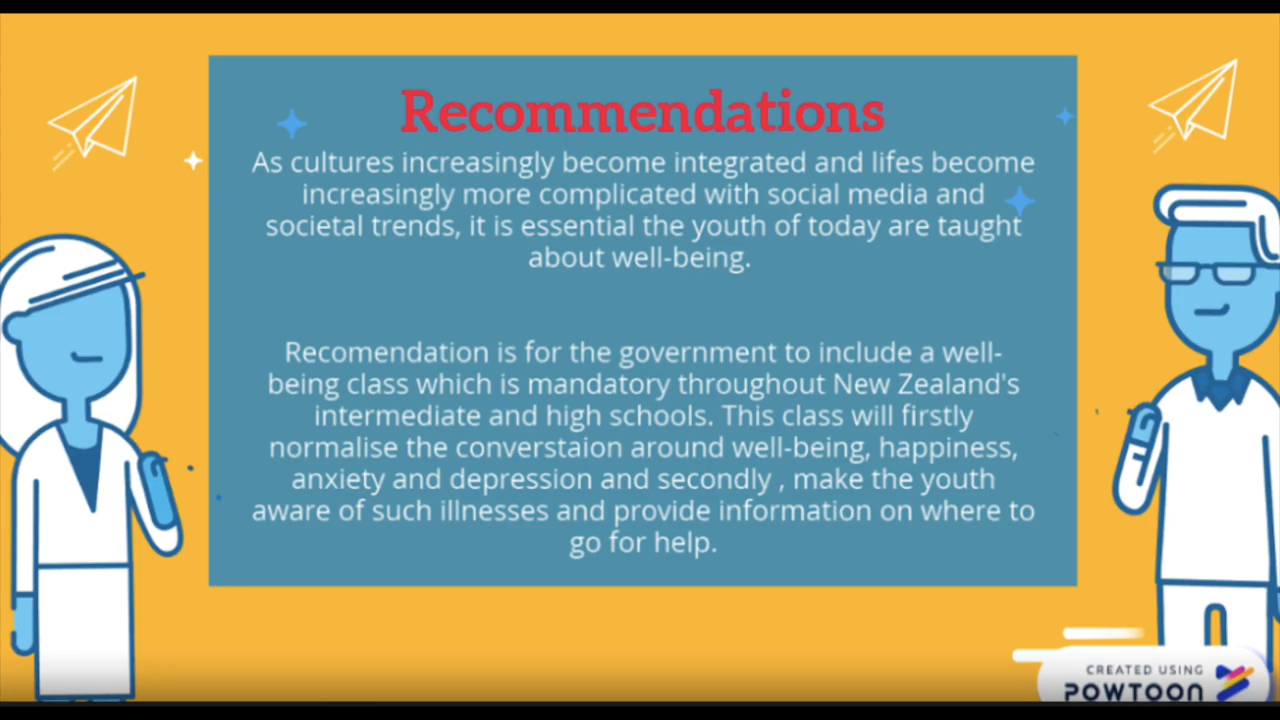 Recommendations
As cultures increasingly become integrated and lifes become
increasingly more complicated with social media and
societal trends, it is essential the youth of today are taught
about well-being.
Recomendation is for the government to include a well-
being class which is mandatory throughout New Zealand's
intermediate and high schools. This class will firstly
normalise the converstaion around well-being, happiness,
anxiety and depression and secondly , make the youth
aware of such illnesses and provide information on where to
go for help.
CREATED USING
POWTOON